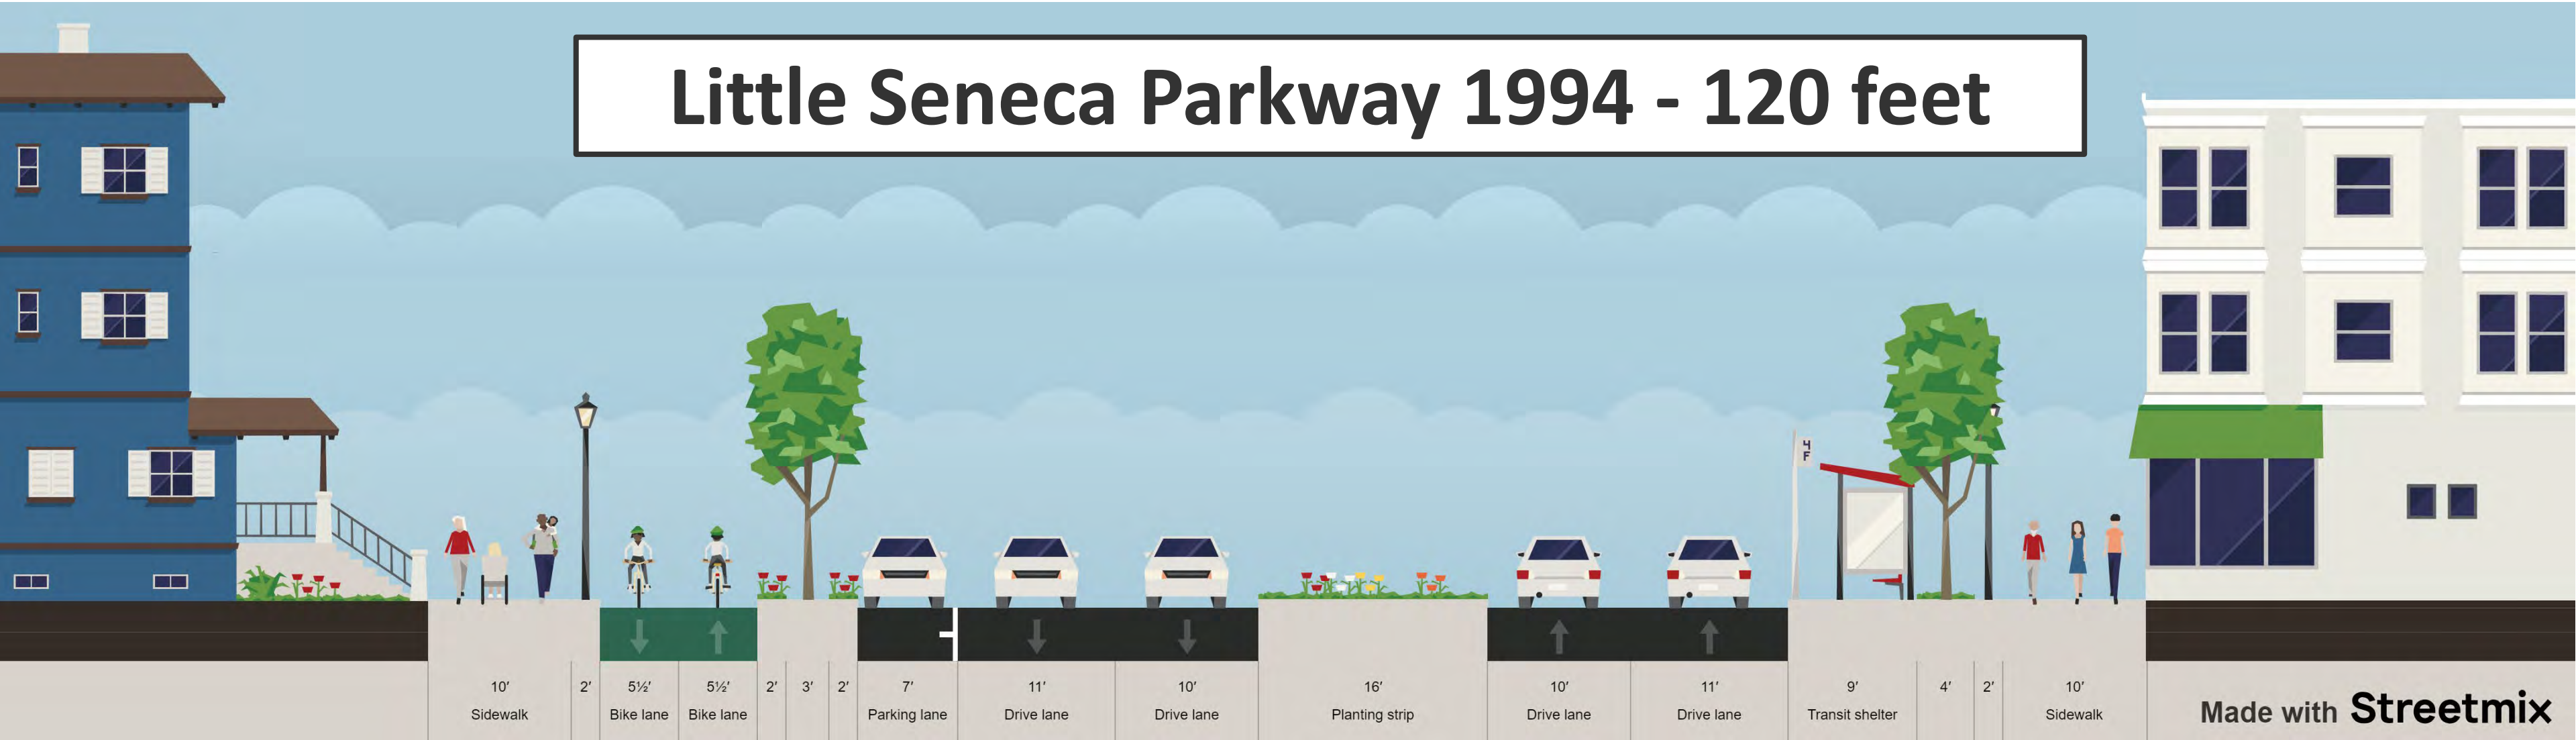 Little Seneca Parkway 1994 - 120 feet
4
F
10′ 2′ 5½′ 5½′ 2′ 3′ 2′ 7′ 11′ 10′ 16′ 10′ 11′ 9′ 4′ 2′ 10′
Sidewalk Bike lane Bike lane Parking lane Drive lane Drive lane Planting strip Drive lane Drive lane Transit shelter Sidewalk
Made with Streetmix